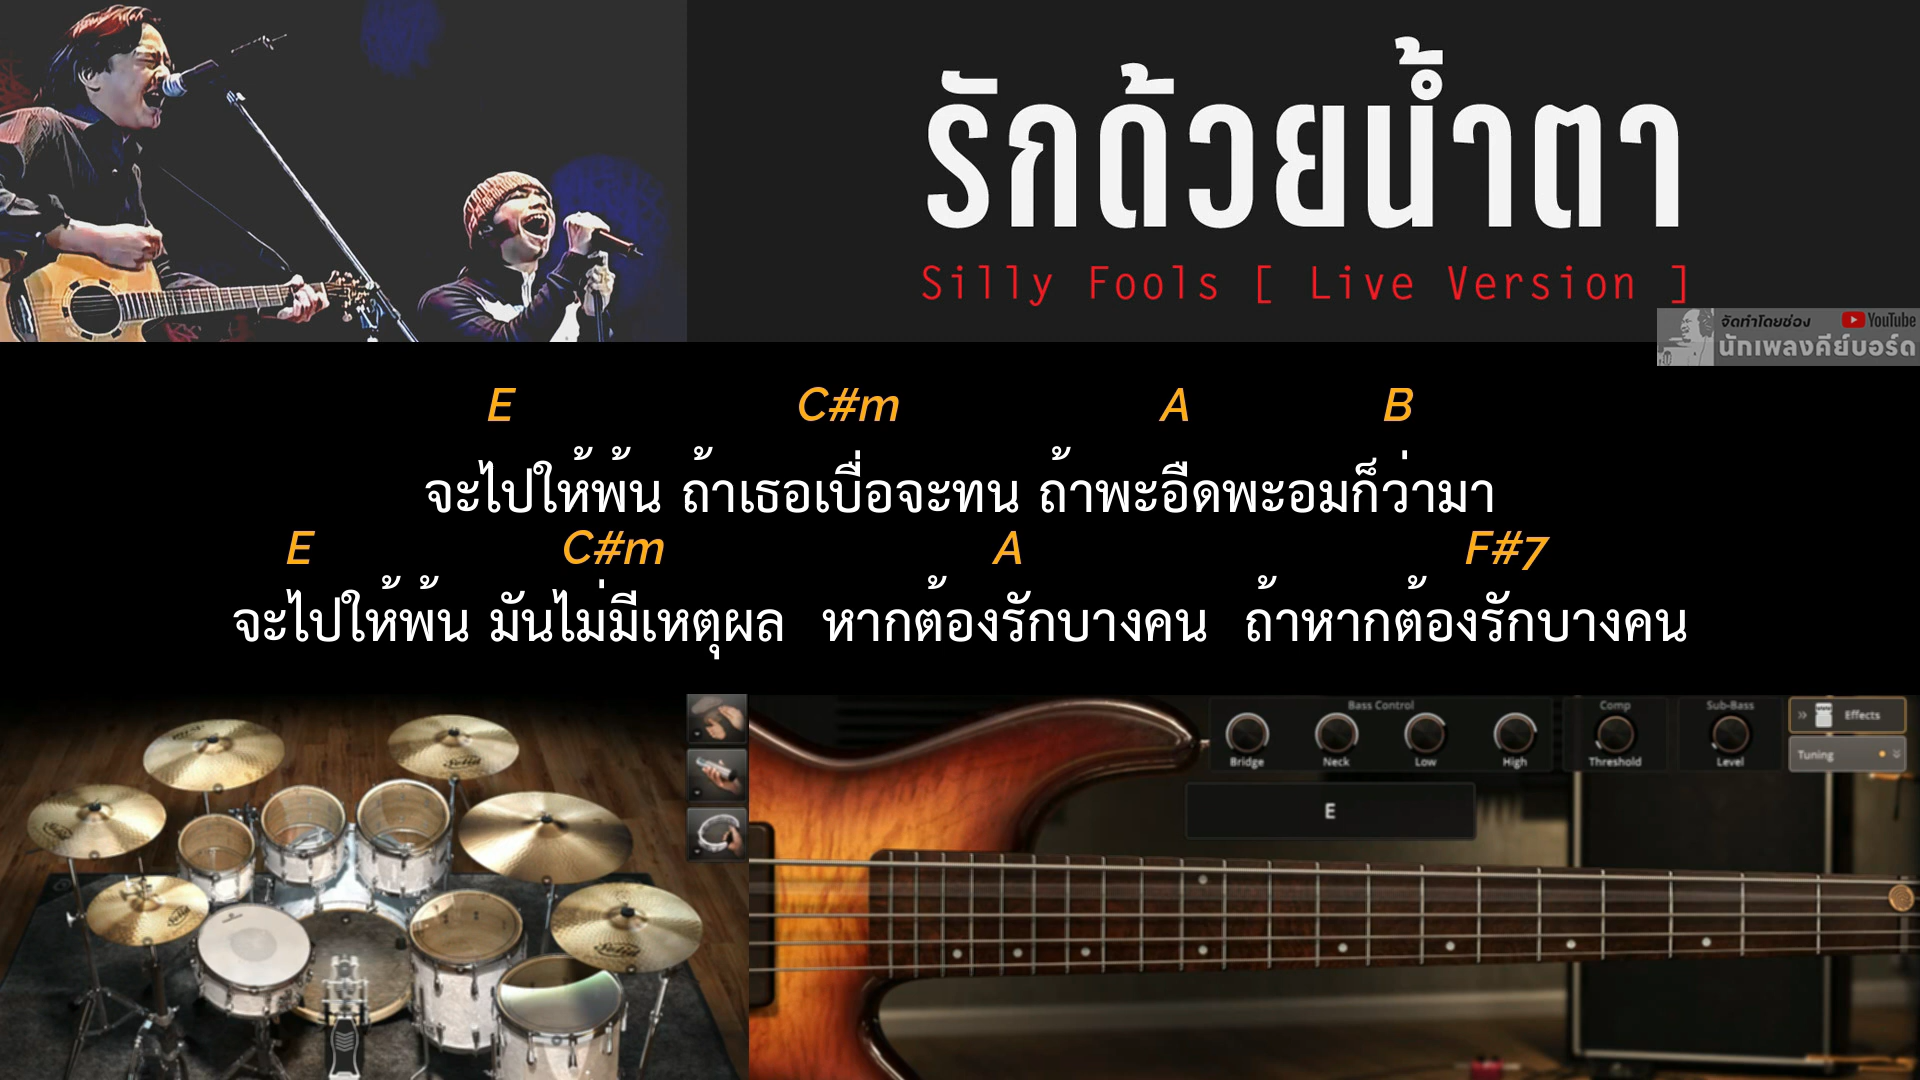 รักด้วยน้ำตา
Silly Fools [ Live Version ]
จัดทำโดยช่อง YouTube
นักเพลงคีย์บอร์ด
E C#m A B
จะไปให้พ้น ถ้าเธอเบื่อจะทน ถ้าพะอืดพะอมก็ว่ามา
E C#m A F#7
จะไปให้พ้น มันไม่มีเหตุผล หากต้องรักบางคน ถ้าหากต้องรักบางคน
Bass Control Comp Sub-Bass
Effects
Bridge Neck Low High Threshold Level
Tuning
E